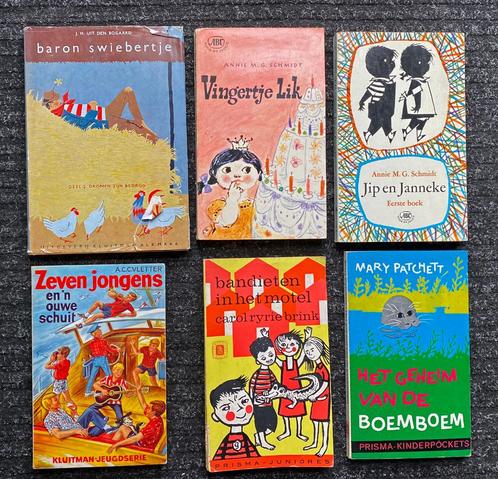 J. H. UIT DEN BOGAARD
baron swiebertje
DEEL 2: DROMEN ZIJN BEDROG
UITGEVERIJ KLUITMAN ALKMAAR
ABC
ANNIE M. G. SCHMIDT
Vingertje Lik
Annie M. G. Schmidt
Jip en Janneke
Eerste boek
ABC
A.C.C.VLETTER
Zeven jongens
en 'n
ouwe
schuit
KLUITMAN JEUGDSERIE
bandieten
in het motel
carol ryrie brink
PRISMA-JUNIORES
MARY PATCHETT
HET GEHEIM
VAN DE
BOEMBOEM
PRISMA-KINDERPOCKETS